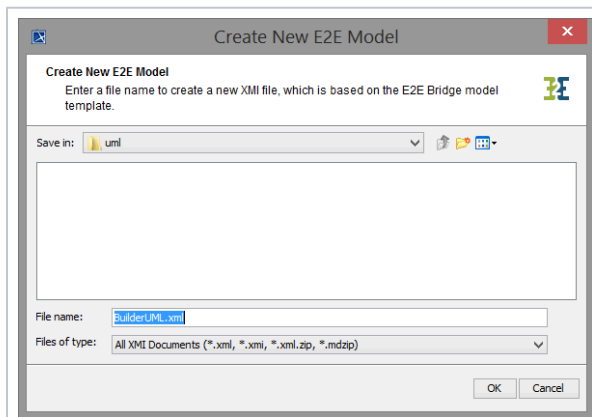 Create New E2E Model
Create New E2E Model
Enter a file name to create a new XMI file, which is based on the E2E Bridge model
template.
E2E
Save in: uml
File name: BuilderUML.xml
Files of type: All XMI Documents (*.xml, *.xmi, *.xml.zip, *.mdzip)
OK Cancel